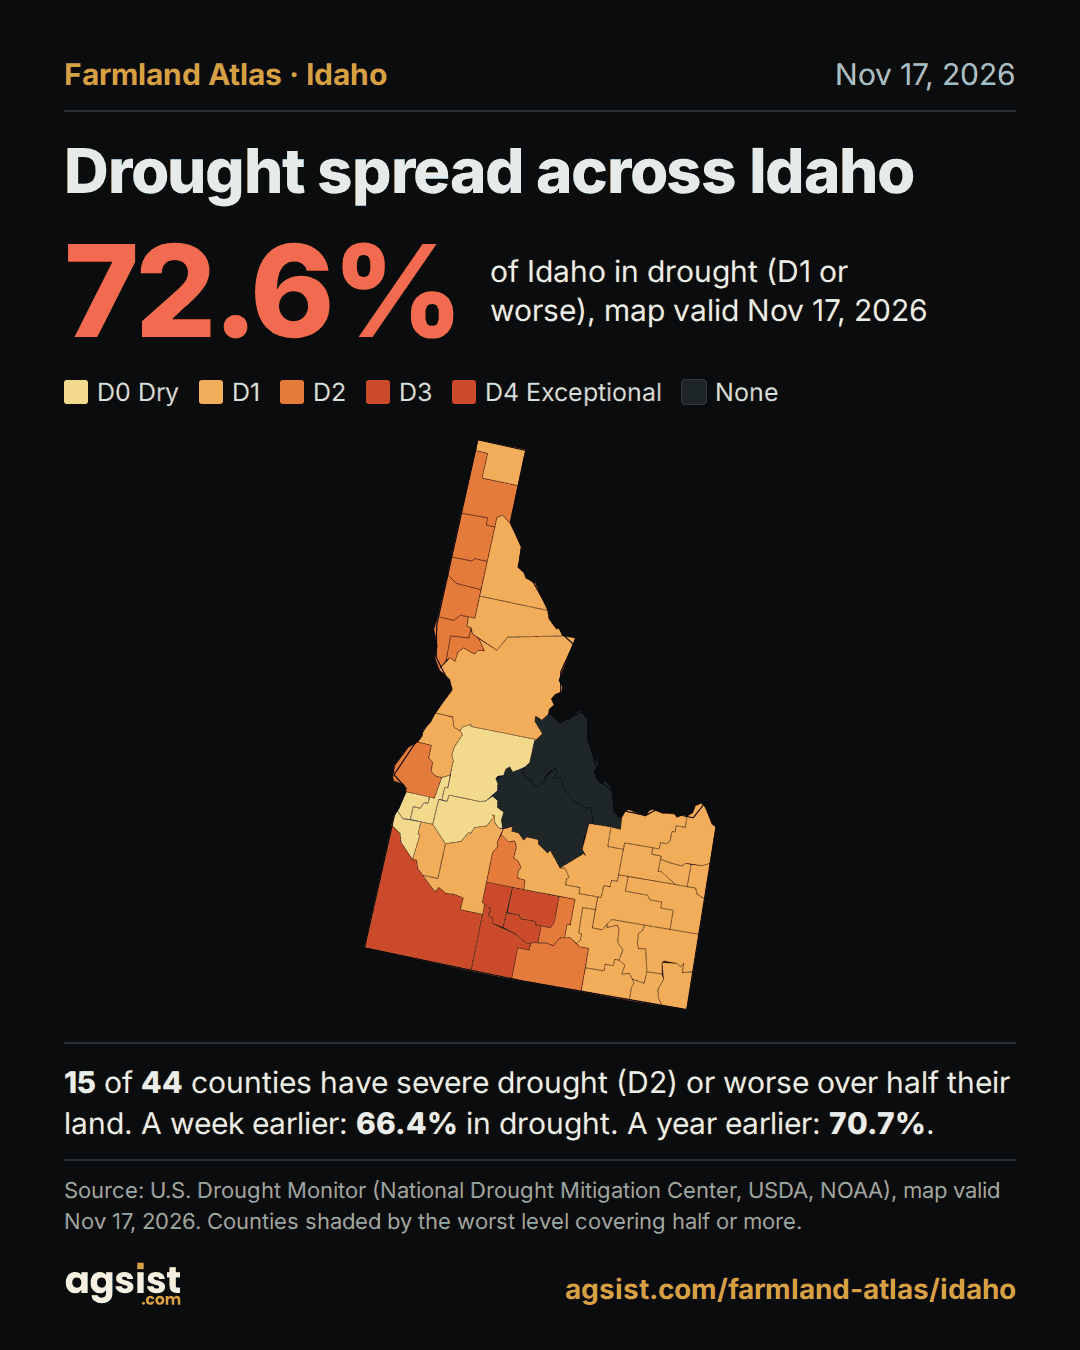 Farmland Atlas · Idaho
Nov 17, 2026
Drought spread across Idaho
72.6%
of Idaho in drought (D1 or
worse), map valid Nov 17, 2026
D0 Dry D1 D2 D3 D4 Exceptional None
15 of 44 counties have severe drought (D2) or worse over half their
land. A week earlier: 66.4% in drought. A year earlier: 70.7%.
Source: U.S. Drought Monitor (National Drought Mitigation Center, USDA, NOAA), map valid
Nov 17, 2026. Counties shaded by the worst level covering half or more.
agsist
.com
agsist.com/farmland-atlas/idaho